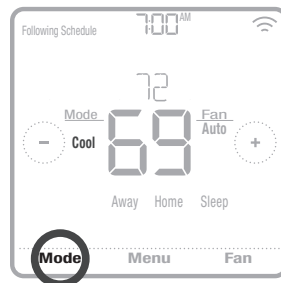 Following Schedule 7:00 AM
72
Mode Fan
Cool 69 Auto
Away Home Sleep
Mode Menu Fan